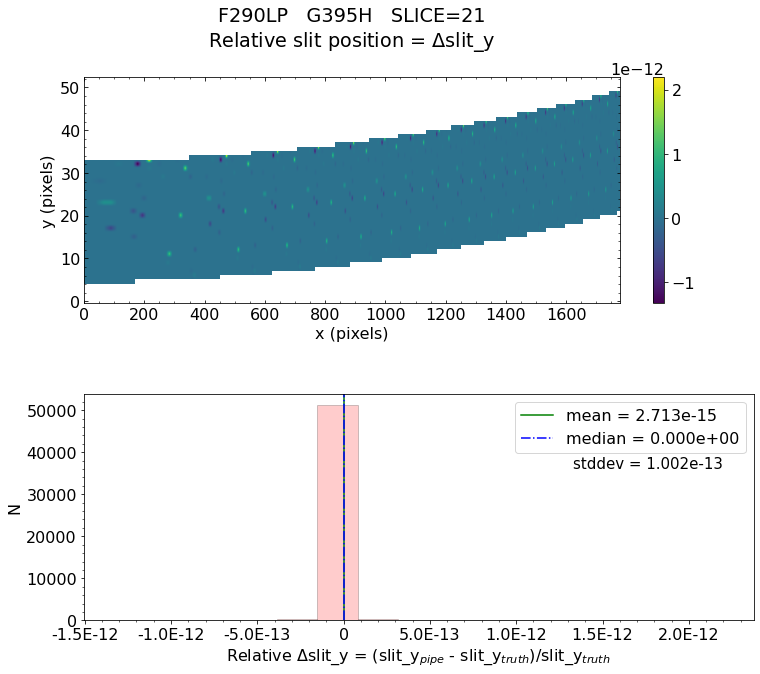 F290LP G395H SLICE=21
Relative slit position = Δslit_y
1e−12
50
40
30
20
10
0
y (pixels)
2
1
0
−1
0 200 400 600 800 1000 1200 1400 1600
x (pixels)
50000
40000
30000
20000
10000
0
N
mean = 2.713e-15
median = 0.000e+00
stddev = 1.002e-13
-1.5E-12 -1.0E-12 -5.0E-13 0 5.0E-13 1.0E-12 1.5E-12 2.0E-12
Relative Δslit_y = (slit_y_pipe - slit_y_truth)/slit_y_truth